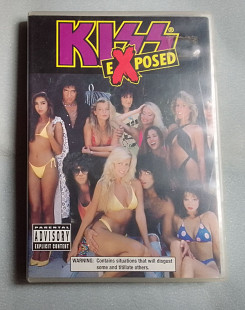 KISS®
EXPOSED
PARENTAL
ADVISORY
EXPLICIT CONTENT
WARNING: Contains situations that will disgust
some and titillate others.